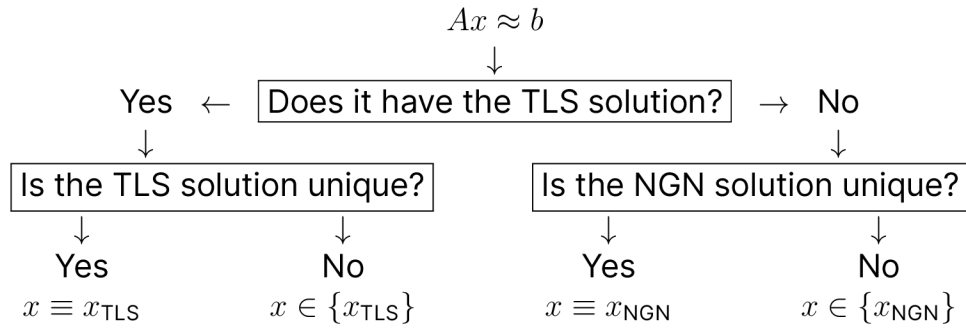 Ax ≈ b
↓
Yes ← Does it have the TLS solution? → No
↓ ↓
Is the TLS solution unique? Is the NGN solution unique?
↓ ↓ ↓ ↓
Yes No Yes No
x ≡ x_TLS x ∈ {x_TLS} x ≡ x_NGN x ∈ {x_NGN}